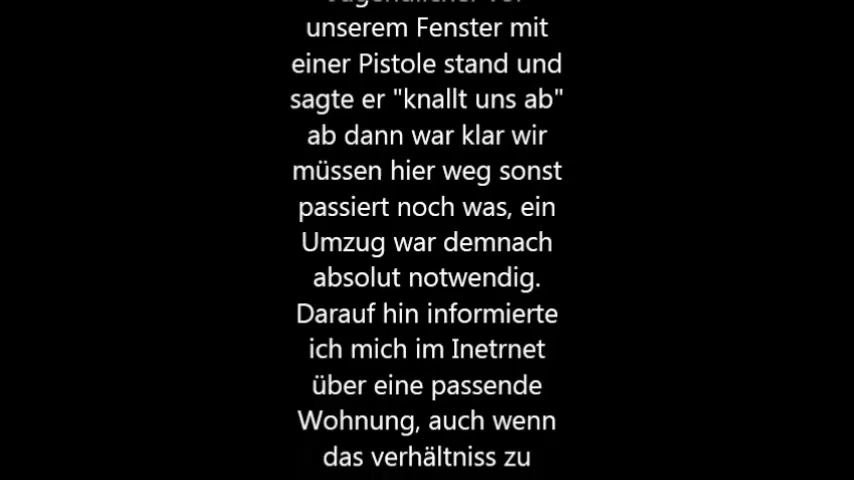 Jugendlicher vor
unserem Fenster mit
einer Pistole stand und
sagte er "knallt uns ab"
ab dann war klar wir
müssen hier weg sonst
passiert noch was, ein
Umzug war demnach
absolut notwendig.
Darauf hin informierte
ich mich im Inetrnet
über eine passende
Wohnung, auch wenn
das verhältniss zu